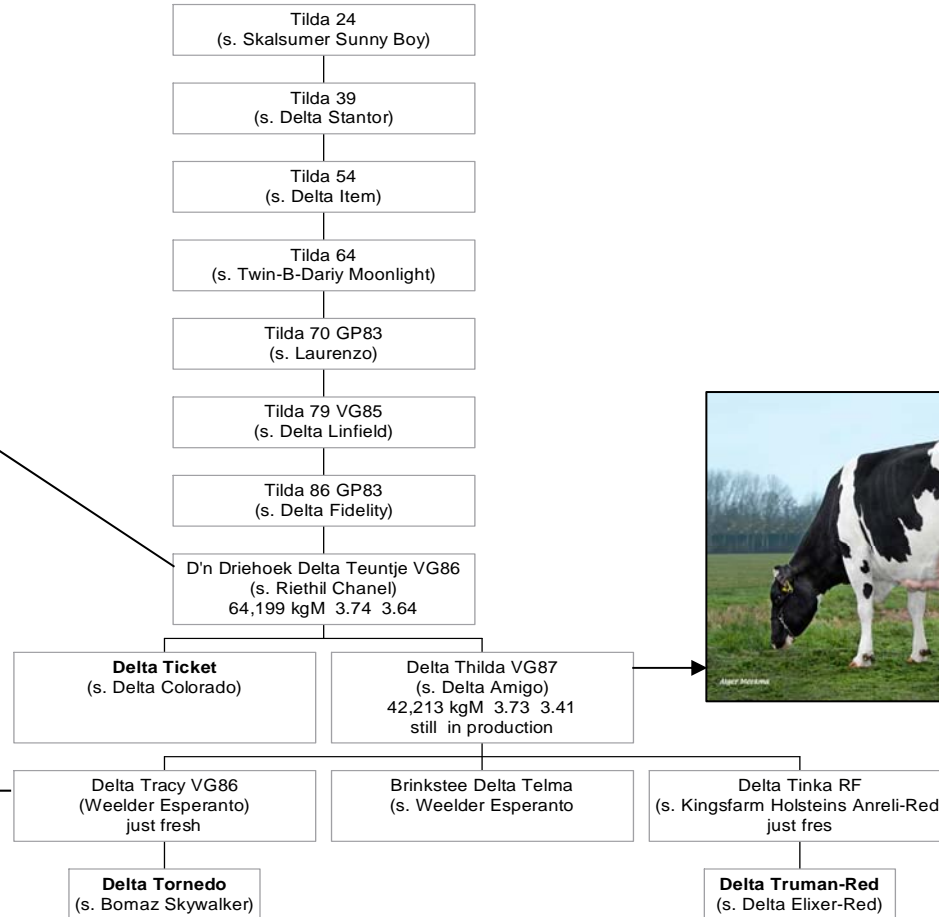 Tilda 24
(s. Skalsumer Sunny Boy)
Tilda 39
(s. Delta Stantor)
Tilda 54
(s. Delta Item)
Tilda 64
(s. Twin-B-Dariy Moonlight)
Tilda 70 GP83
(s. Laurenzo)
Tilda 79 VG85
(s. Delta Linfield)
Tilda 86 GP83
(s. Delta Fidelity)
D'n Driehoek Delta Teuntje VG86
(s. Riethil Chanel)
64,199 kgM 3.74 3.64
Delta Ticket
(s. Delta Colorado)
Delta Thilda VG87
(s. Delta Amigo)
42,213 kgM 3.73 3.41
still in production
Alger Meekma
Delta Tracy VG86
(Weelder Esperanto)
just fresh
Brinkstee Delta Telma
(s. Weelder Esperanto
Delta Tinka RF
(s. Kingsfarm Holsteins Anreli-Red
just fres
Delta Tornedo
(s. Bomaz Skywalker)
Delta Truman-Red
(s. Delta Elixer-Red)